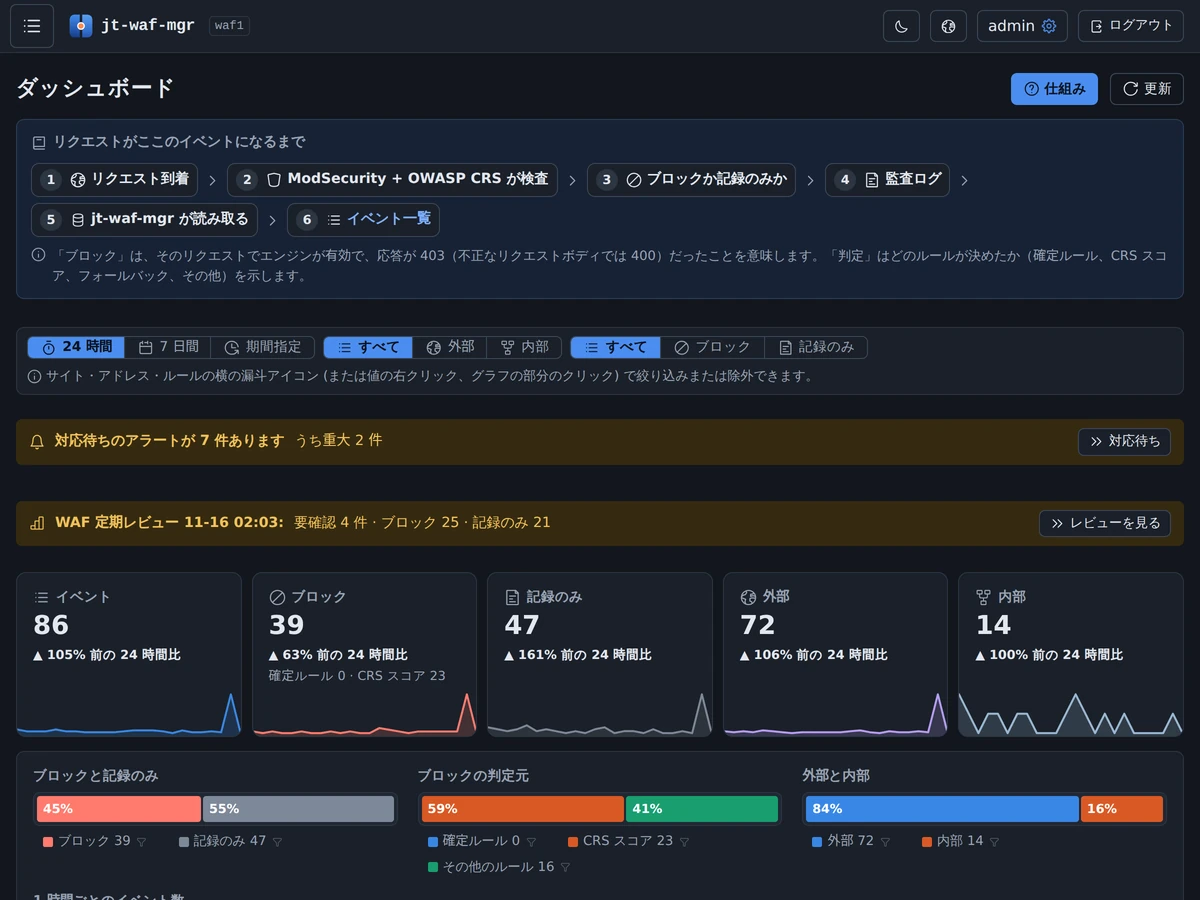 jt-waf-mgr waf1 admin ログアウト
ダッシュボード 仕組み 更新
リクエストがここのイベントになるまで
1 リクエスト到着 2 ModSecurity + OWASP CRS が検査 3 ブロックか記録のみか 4 監査ログ
5 jt-waf-mgr が読み取る 6 イベント一覧
「ブロック」は、そのリクエストでエンジンが有効で、応答が 403（不正なリクエストボディでは 400）だったことを意味します。「判定」はどのルールが決めたか（確定ルール、CRS スコ
ア、フォールバック、その他）を示します。
24 時間 7 日間 期間指定 すべて 外部 内部 すべて ブロック 記録のみ
サイト・アドレス・ルールの横の漏斗アイコン (または値の右クリック、グラフの部分のクリック) で絞り込みまたは除外できます。
対応待ちのアラートが 7 件あります うち重大 2 件 対応待ち
WAF 定期レビュー 11-16 02:03: 要確認 4 件 · ブロック 25 · 記録のみ 21 レビューを見る
イベント ブロック 記録のみ 外部 内部
86 39 47 72 14
▲ 105% 前の 24 時間比 ▲ 63% 前の 24 時間比 ▲ 161% 前の 24 時間比 ▲ 106% 前の 24 時間比 ▲ 100% 前の 24 時間比
確定ルール 0 · CRS スコア 23
ブロックと記録のみ ブロックの判定元 外部と内部
45% 55% 59% 41% 84% 16%
ブロック 39 記録のみ 47 確定ルール 0 CRS スコア 23 外部 72 内部 14
その他のルール 16
1 時間ごとのイベント数